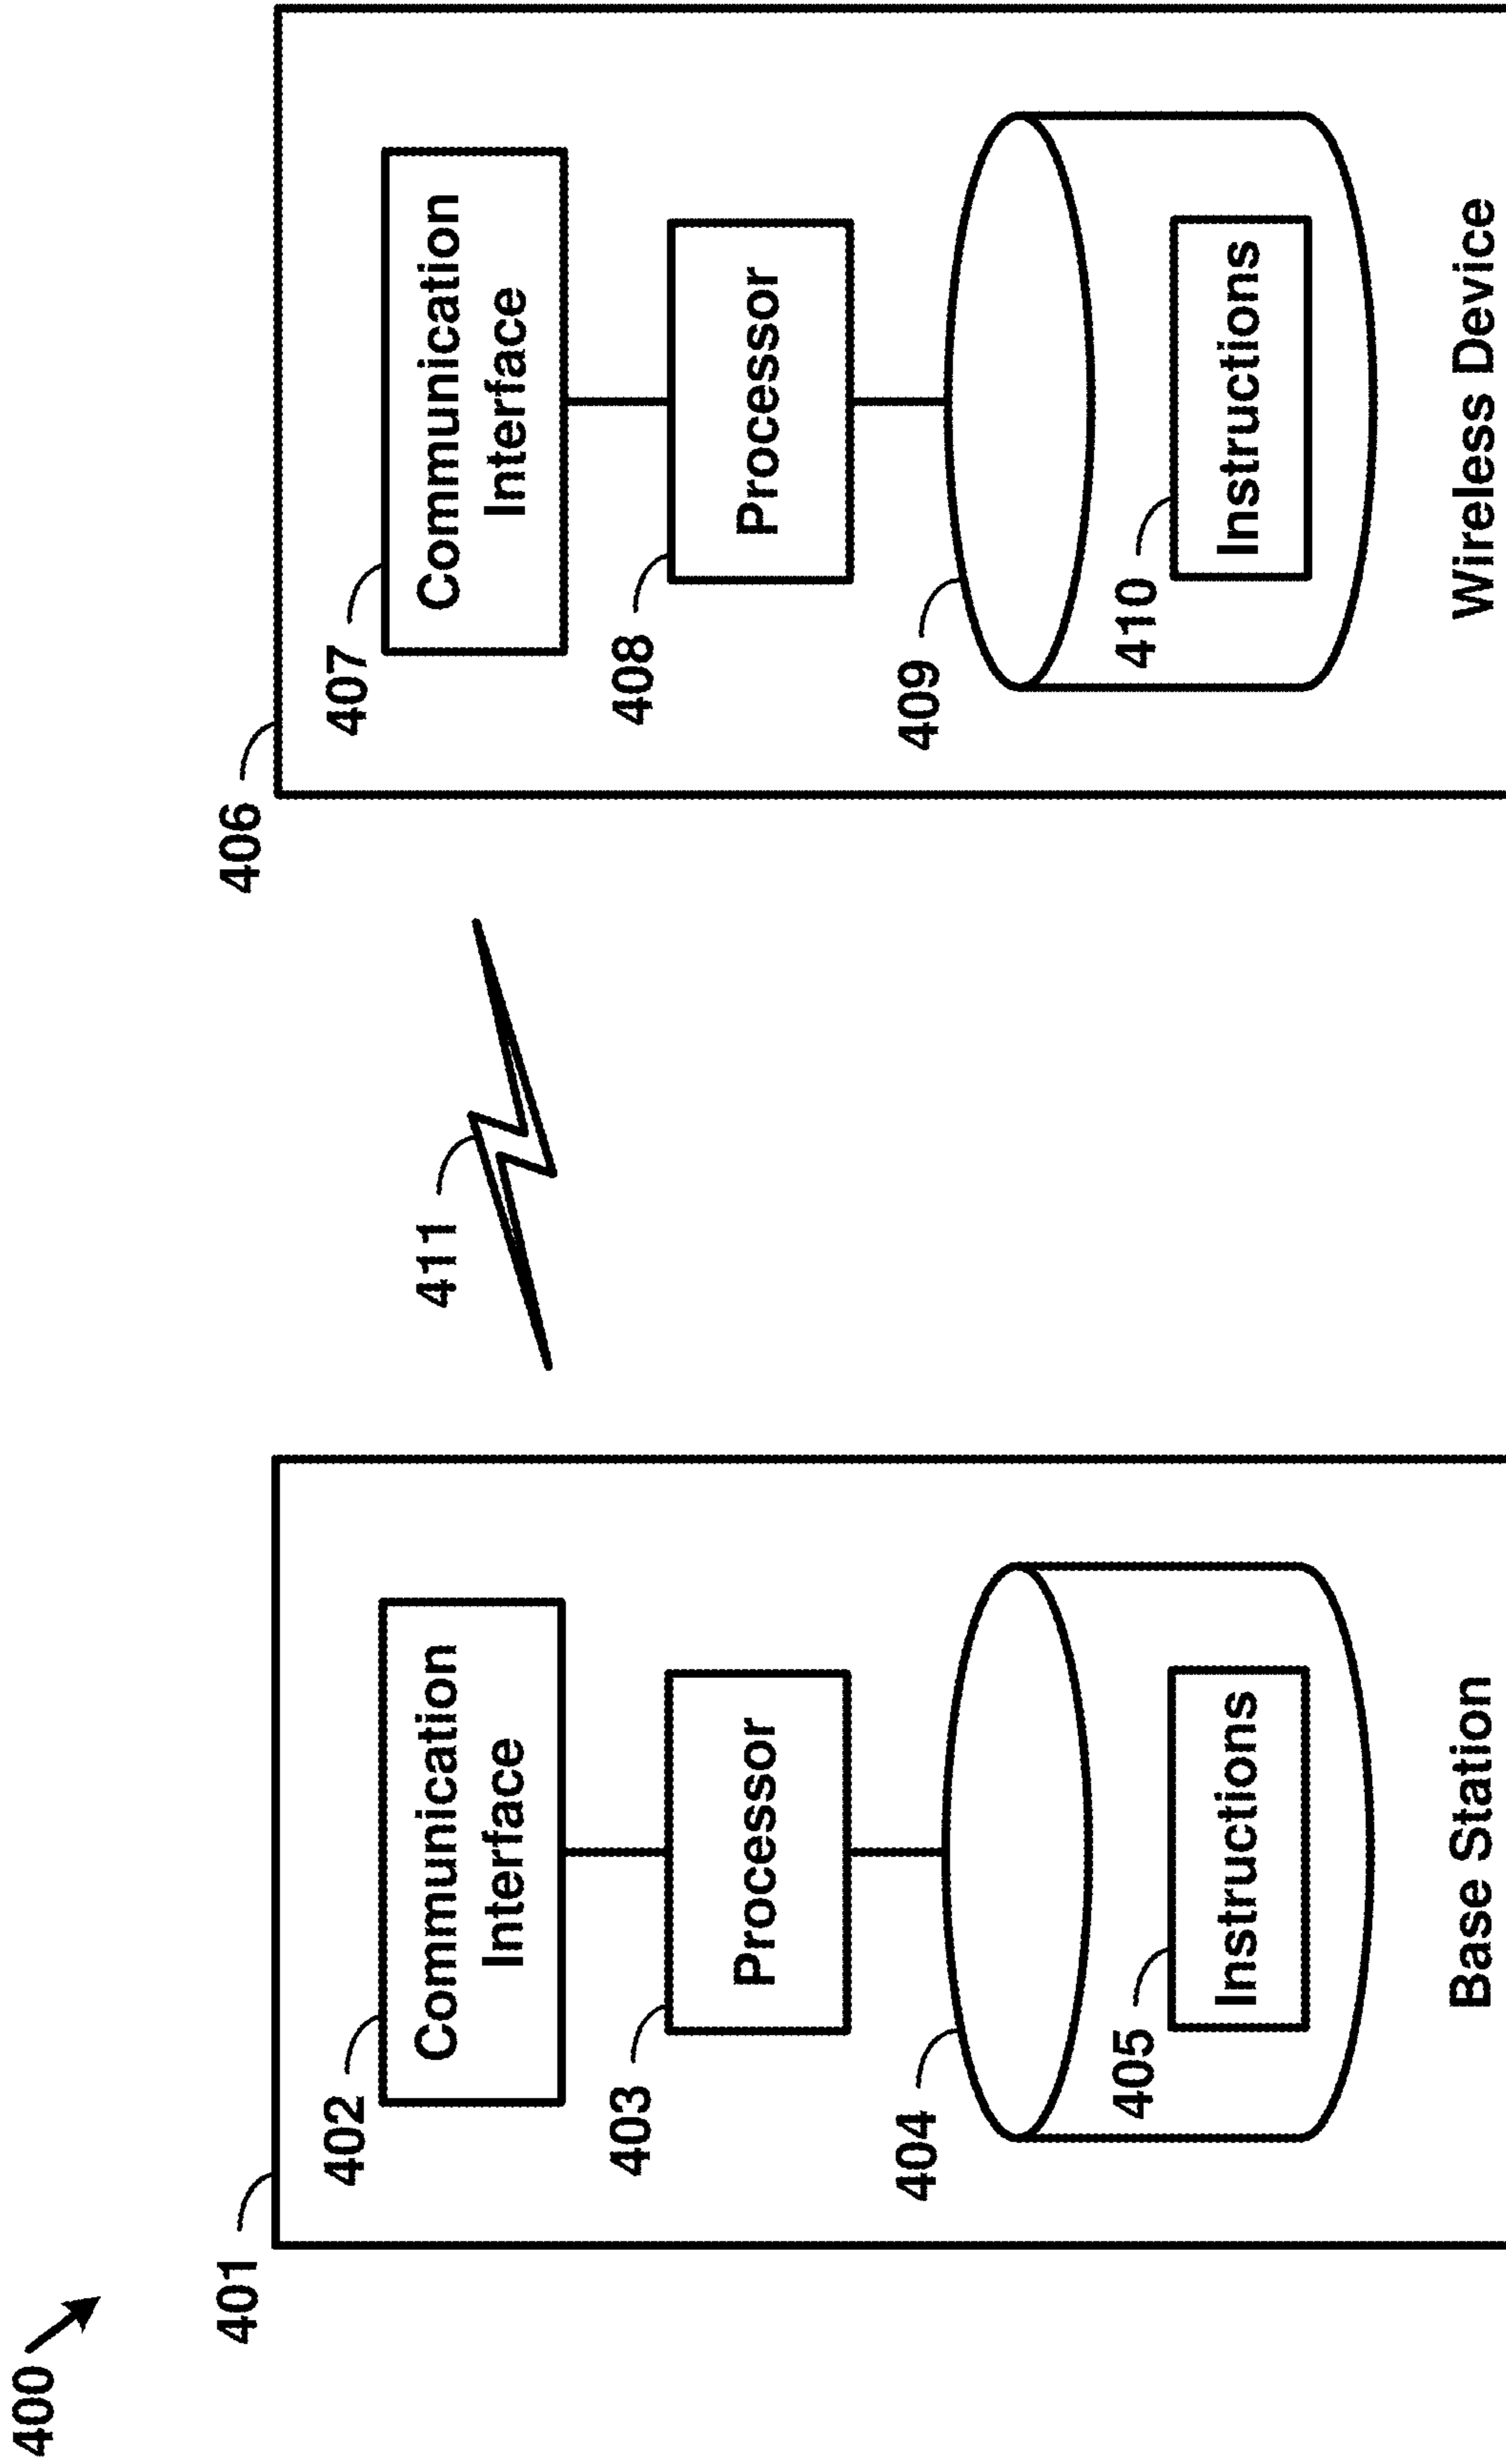 400
401
402
Communication
Interface
403
Processor
404
405
Instructions
Base Station
411
406
407
Communication
Interface
408
Processor
409
410
Instructions
Wireless Device